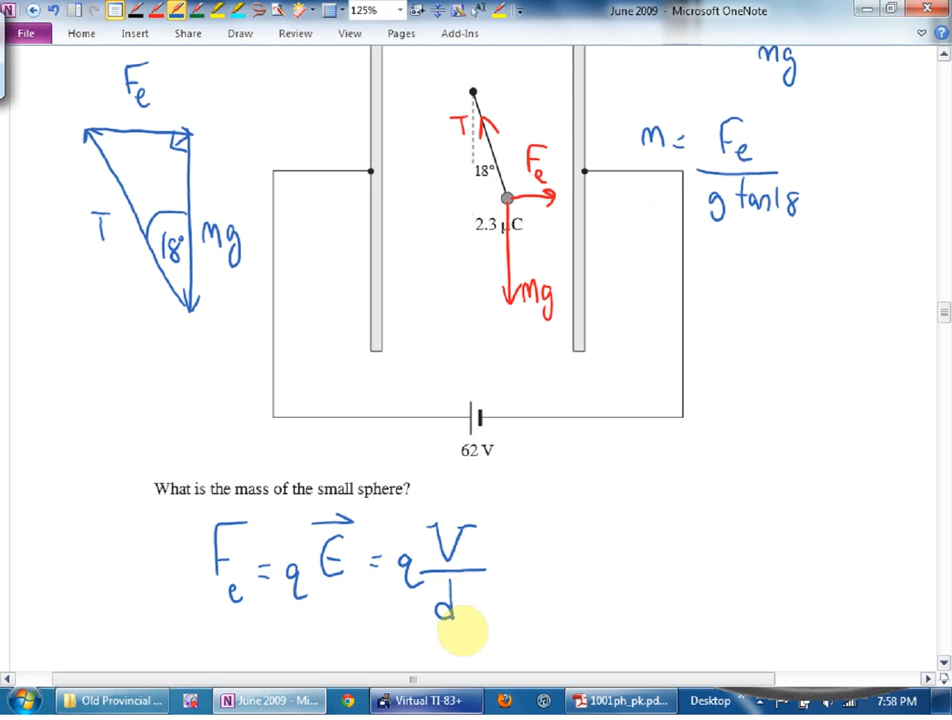 125%
June 2009 - Microsoft OneNote
File Home Insert Share Draw Review View Pages Add-Ins
mg
Fe
T
18°
mg
T
18°
Fe
2.3 μC
mg
m = Fe / g tan18
62 V
What is the mass of the small sphere?
Fe = q E = q V / d
Old Provincial ...
June 2009 - Mi...
Virtual TI-83+
1001ph_pk.pd...
Desktop
7:58 PM